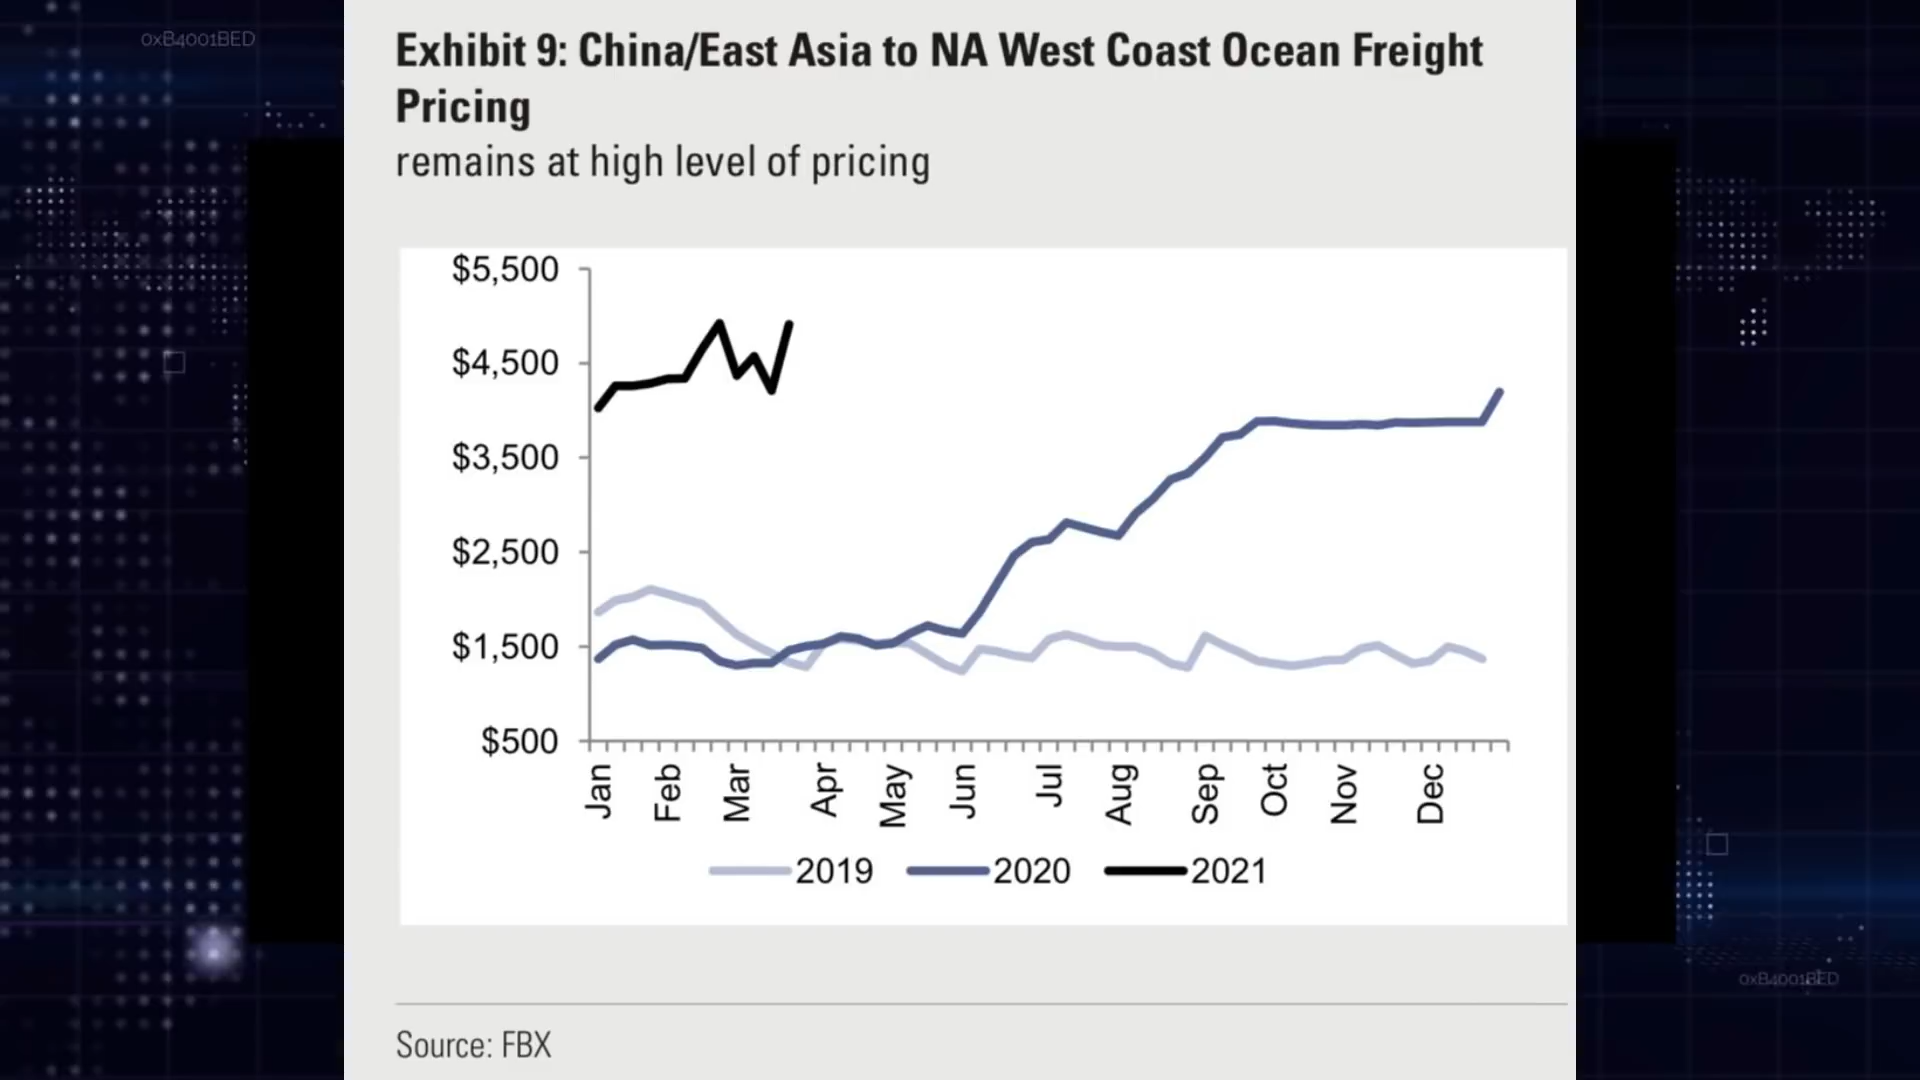 0xB4001BED
Exhibit 9: China/East Asia to NA West Coast Ocean Freight
Pricing
remains at high level of pricing
$5,500
$4,500
$3,500
$2,500
$1,500
$500
Jan Feb Mar Apr May Jun Jul Aug Sep Oct Nov Dec
2019 2020 2021
0xB4001BED
Source: FBX